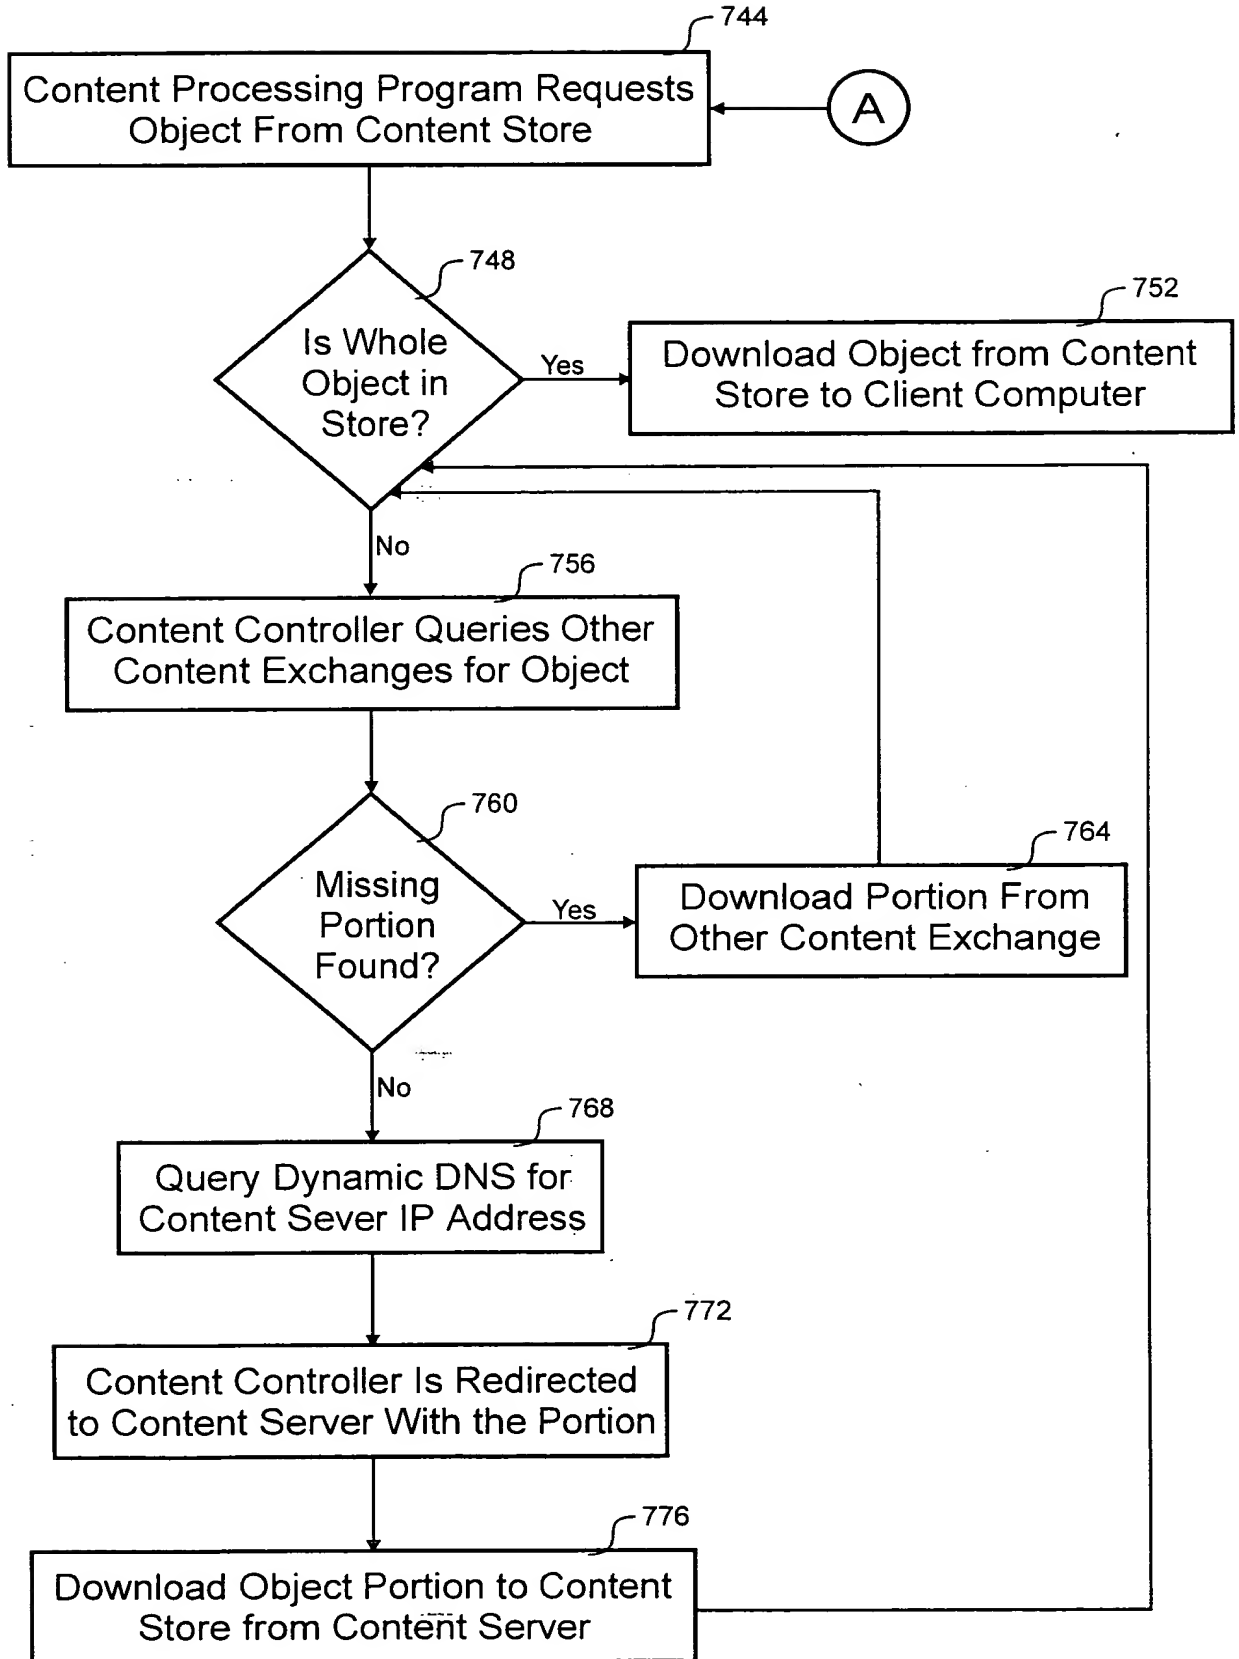 744
Content Processing Program Requests
Object From Content Store
A
748
Is Whole
Object in
Store?
Yes
752
Download Object from Content
Store to Client Computer
No
756
Content Controller Queries Other
Content Exchanges for Object
760
Missing
Portion
Found?
Yes
764
Download Portion From
Other Content Exchange
No
768
Query Dynamic DNS for
Content Sever IP Address
772
Content Controller Is Redirected
to Content Server With the Portion
776
Download Object Portion to Content
Store from Content Server